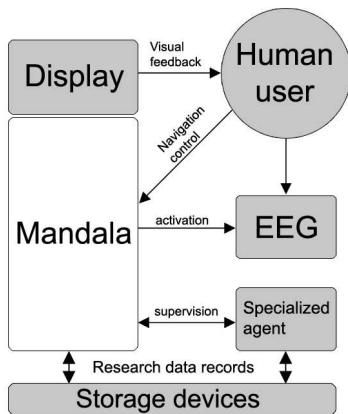 Display
Visual
feedback
Human
user
Navigation
control
Mandala
activation
EEG
supervision
Specialized
agent
Research data records
Storage devices